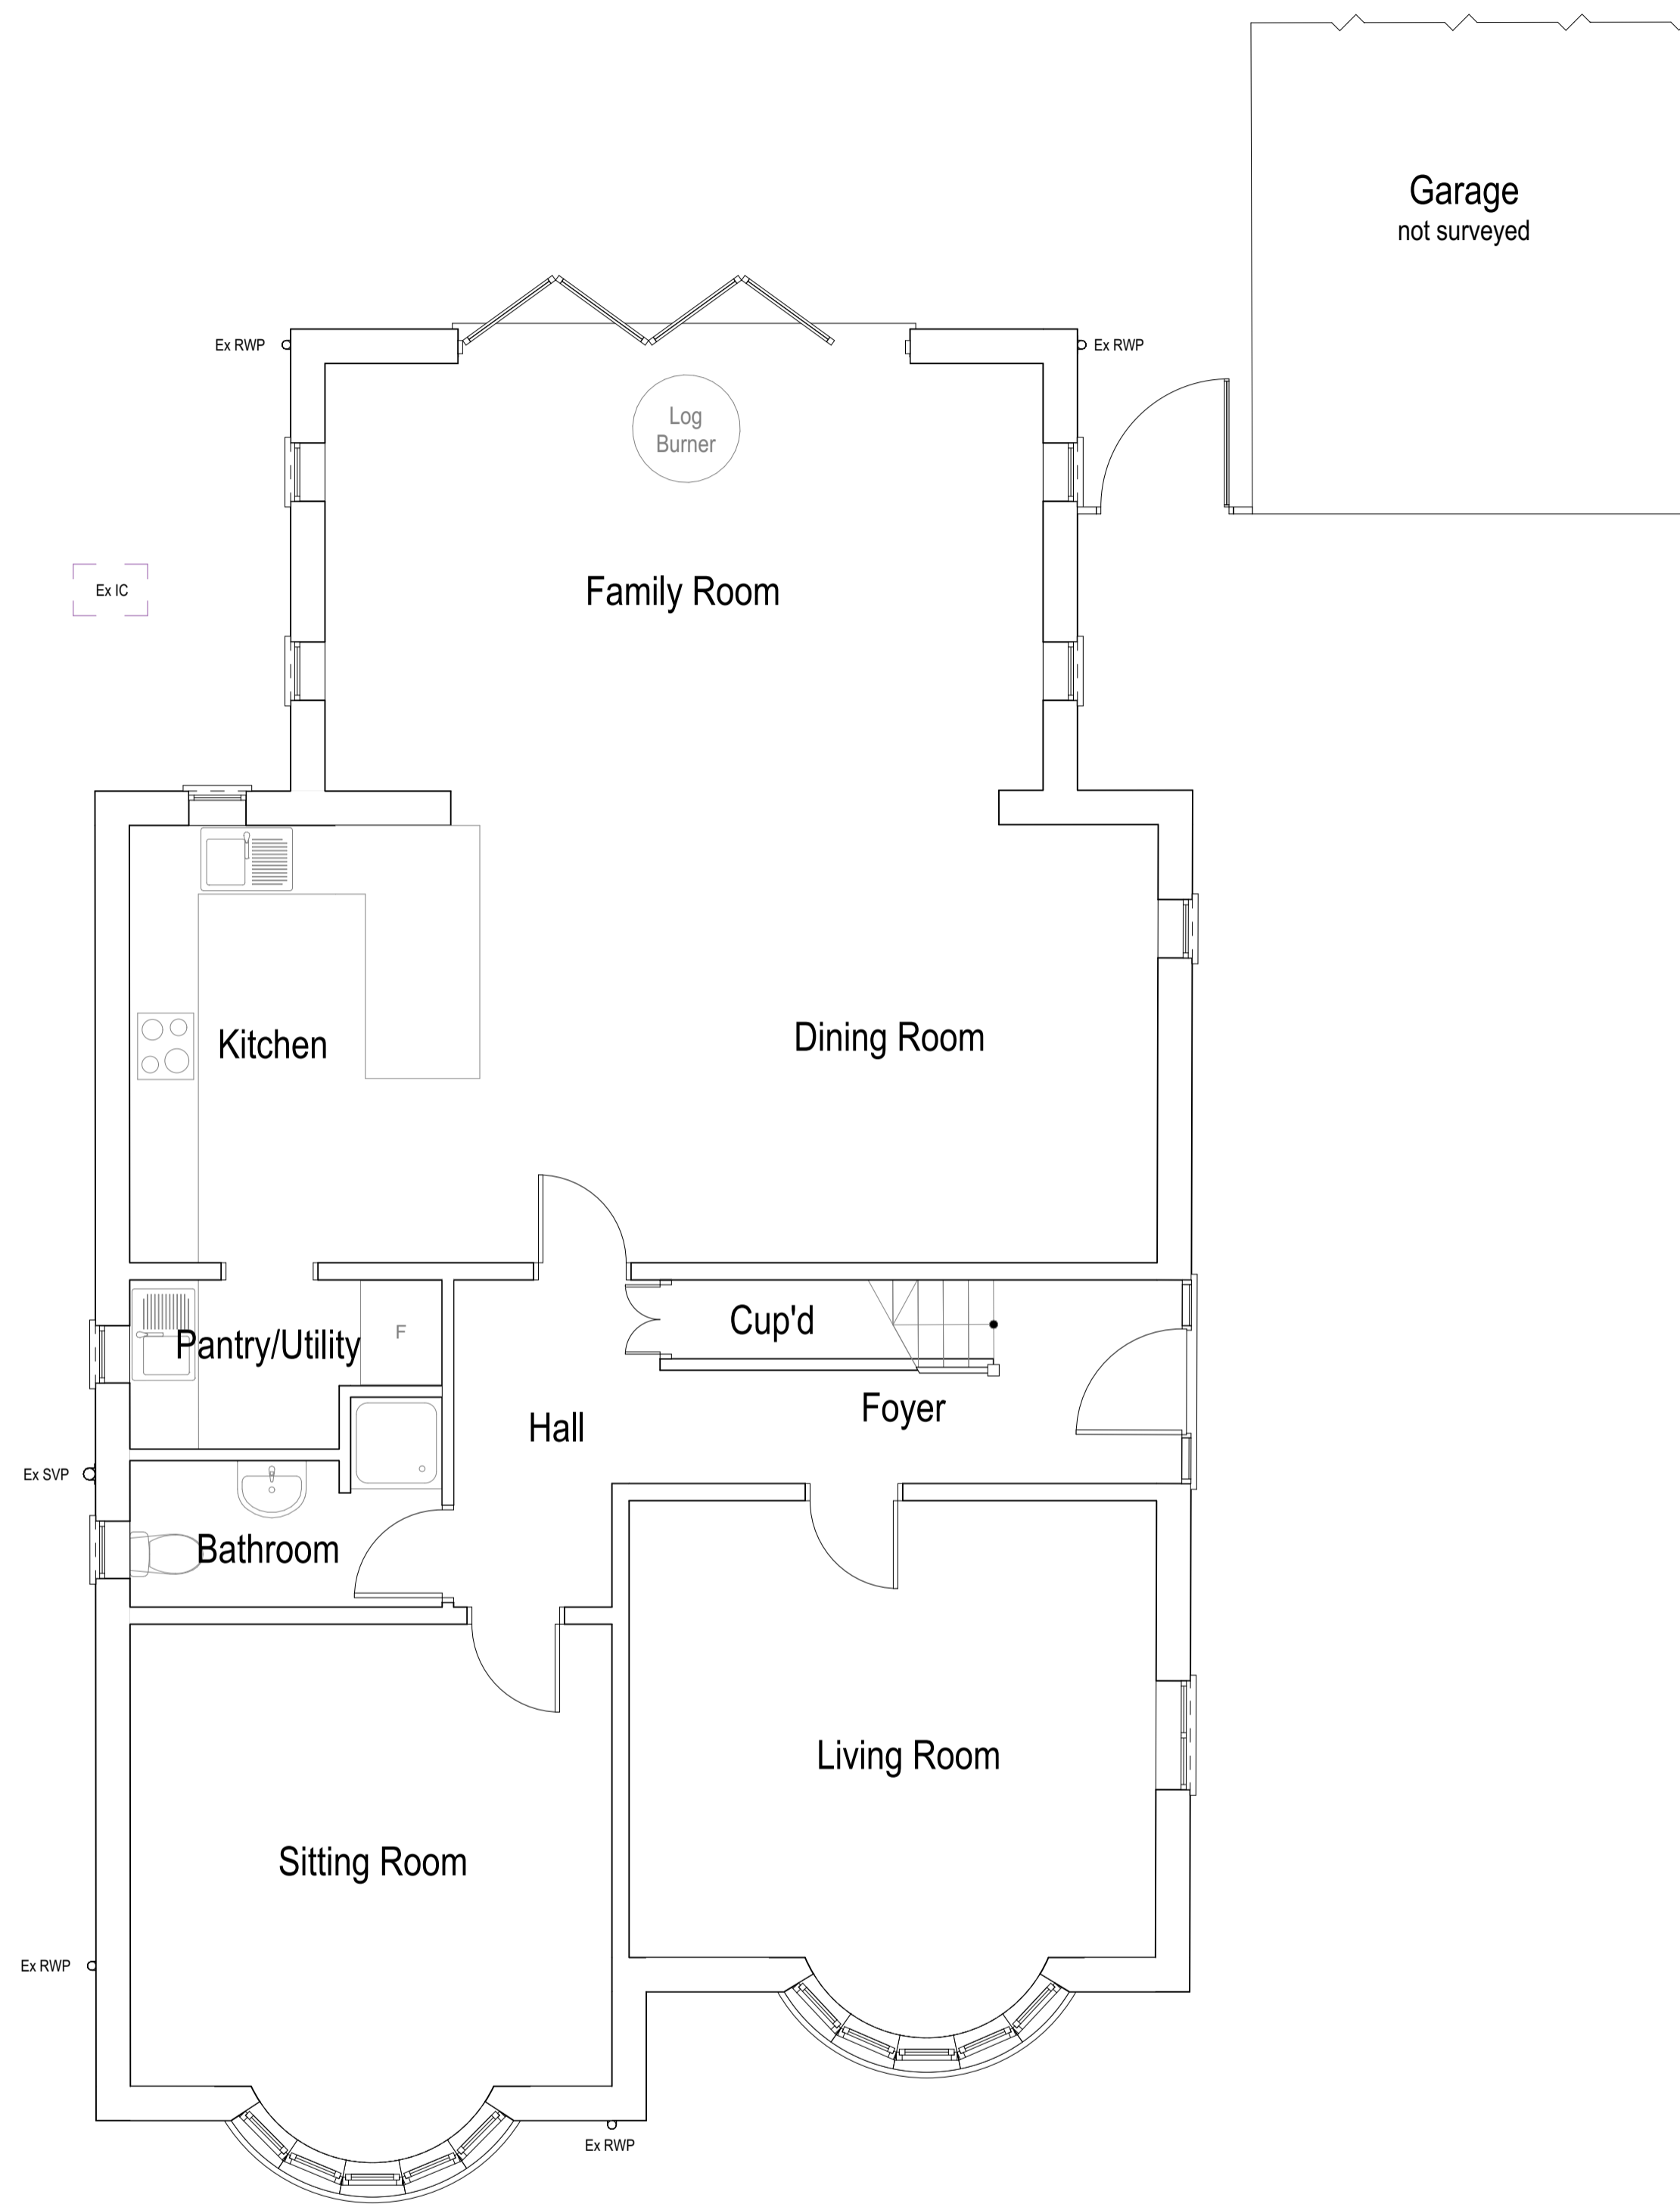 Garage
not surveyed
Ex RWP
Ex RWP
Log
Burner
Ex IC
Family Room
Kitchen
Dining Room
Cup'd
Pantry/Utility
F
Foyer
Hall
Ex SVP
Bathroom
Living Room
Sitting Room
Ex RWP
Ex RWP